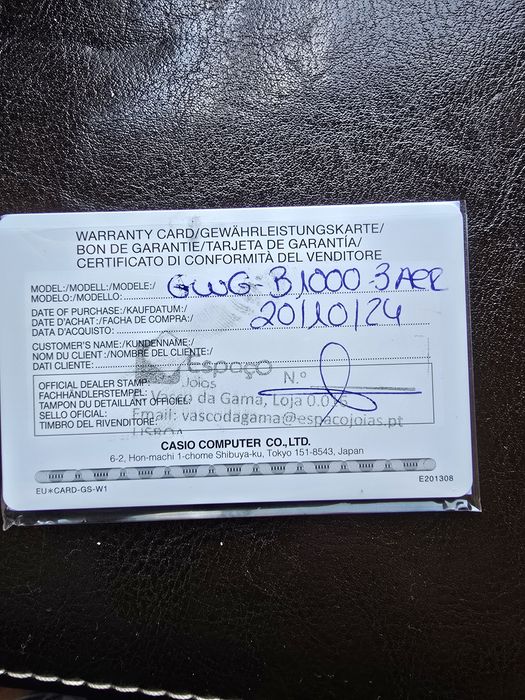 WARRANTY CARD/GEWÄHRLEISTUNGSKARTE/
BON DE GARANTIE/TARJETA DE GARANTÍA/
CERTIFICATO DI CONFORMITÀ DEL VENDITORE
MODEL:/MODELL:/MODELE:/ GWG-B1000-3AER
MODELO:/MODELLO:
DATE OF PURCHASE:/KAUFDATUM:/
D'ACHAT:/FACHA DE COMPRA:/ 20/10/24
DATA D'ACQUISTO:
CUSTOMER'S NAME:/KUNDENNAME:/
NOM DU CLIENT:/NOMBRE DEL CLIENTE:/
DATI CLIENTE:
Espaço
Joias N.º
OFFICIAL DEALER STAMP:
FACHHÄNDLERSTEMPEL:
TAMPON DU DETAILLANT OFFICIEL: Vasco da Gama, Loja
SELLO OFICIAL: Email: vascodagama@espacojoias.pt
TIMBRO DEL RIVENDITORE:
LISBOA
CASIO COMPUTER CO.,LTD.
6-2, Hon-machi 1-chome Shibuya-ku, Tokyo 151-8543, Japan
EU*CARD-GS-W1 E201308